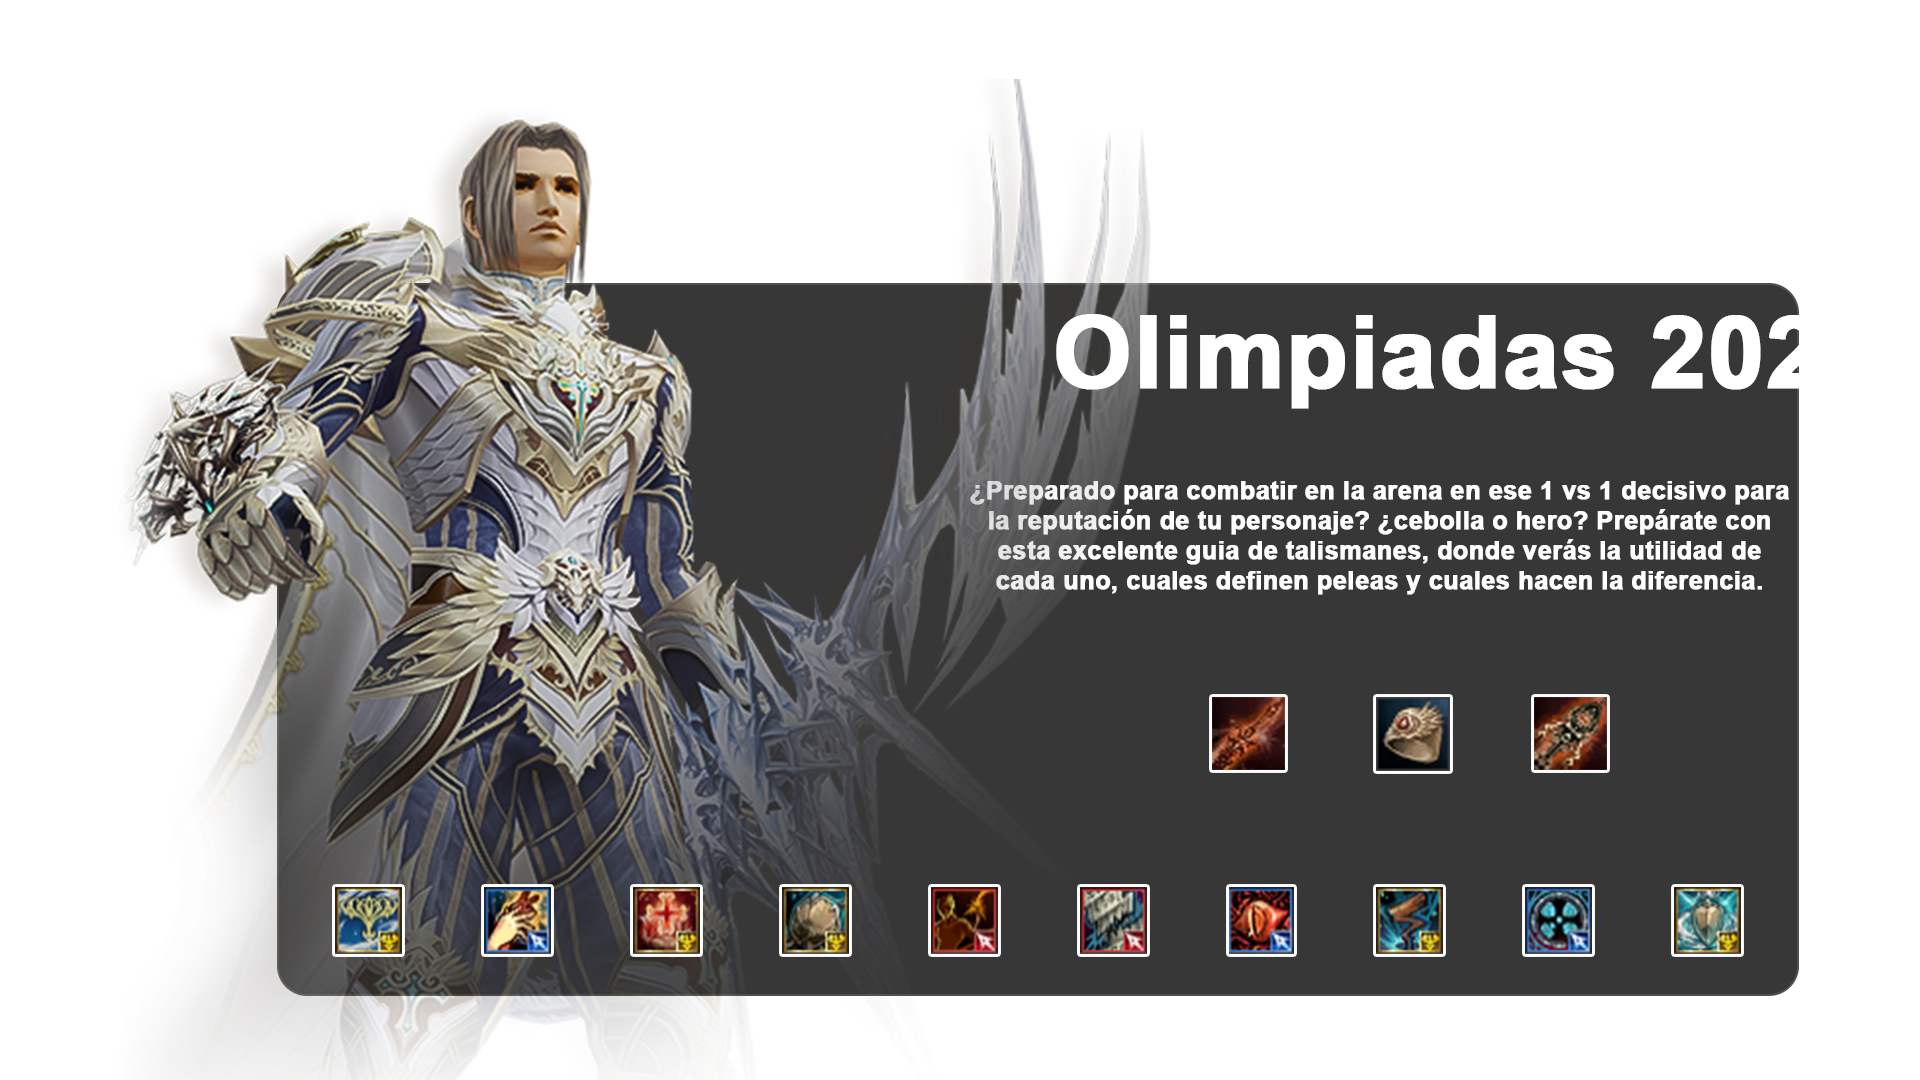 Olimpiadas 202
¿Preparado para combatir en la arena en ese 1 vs 1 decisivo para
la reputación de tu personaje? ¿cebolla o hero? Prepárate con
esta excelente guia de talismanes, donde verás la utilidad de
cada uno, cuales definen peleas y cuales hacen la diferencia.